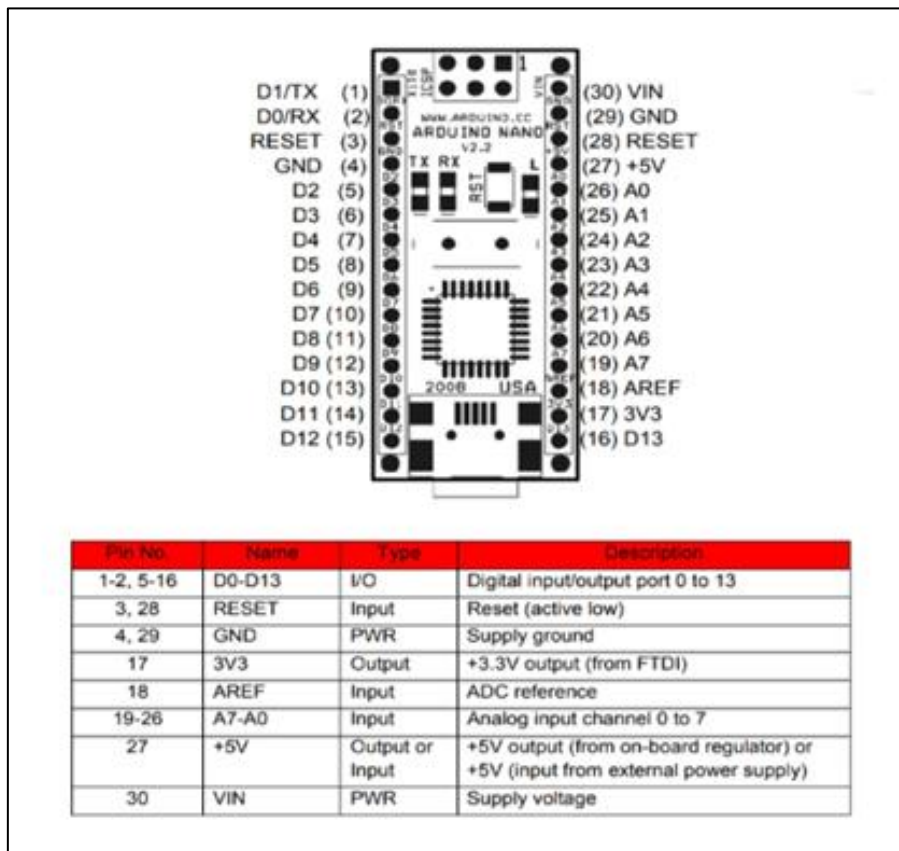 1
D1/TX (1) (30) VIN
D0/RX (2) WWW.ARDUINO.CC (29) GND
RESET (3) ARDUINO NANO (28) RESET
V2.2
GND (4) TX RX L (27) +5V
D2 (5) RST (26) A0
D3 (6) (25) A1
D4 (7) (24) A2
D5 (8) (23) A3
D6 (9) (22) A4
D7 (10) (21) A5
D8 (11) (20) A6
D9 (12) (19) A7
D10 (13) 2008 USA (18) AREF
D11 (14) (17) 3V3
D12 (15) (16) D13
Pin No. Name Type Description
1-2, 5-16 D0-D13 I/O Digital input/output port 0 to 13
3, 28 RESET Input Reset (active low)
4, 29 GND PWR Supply ground
17 3V3 Output +3.3V output (from FTDI)
18 AREF Input ADC reference
19-26 A7-A0 Input Analog input channel 0 to 7
27 +5V Output or +5V output (from on-board regulator) or
Input +5V (input from external power supply)
30 VIN PWR Supply voltage